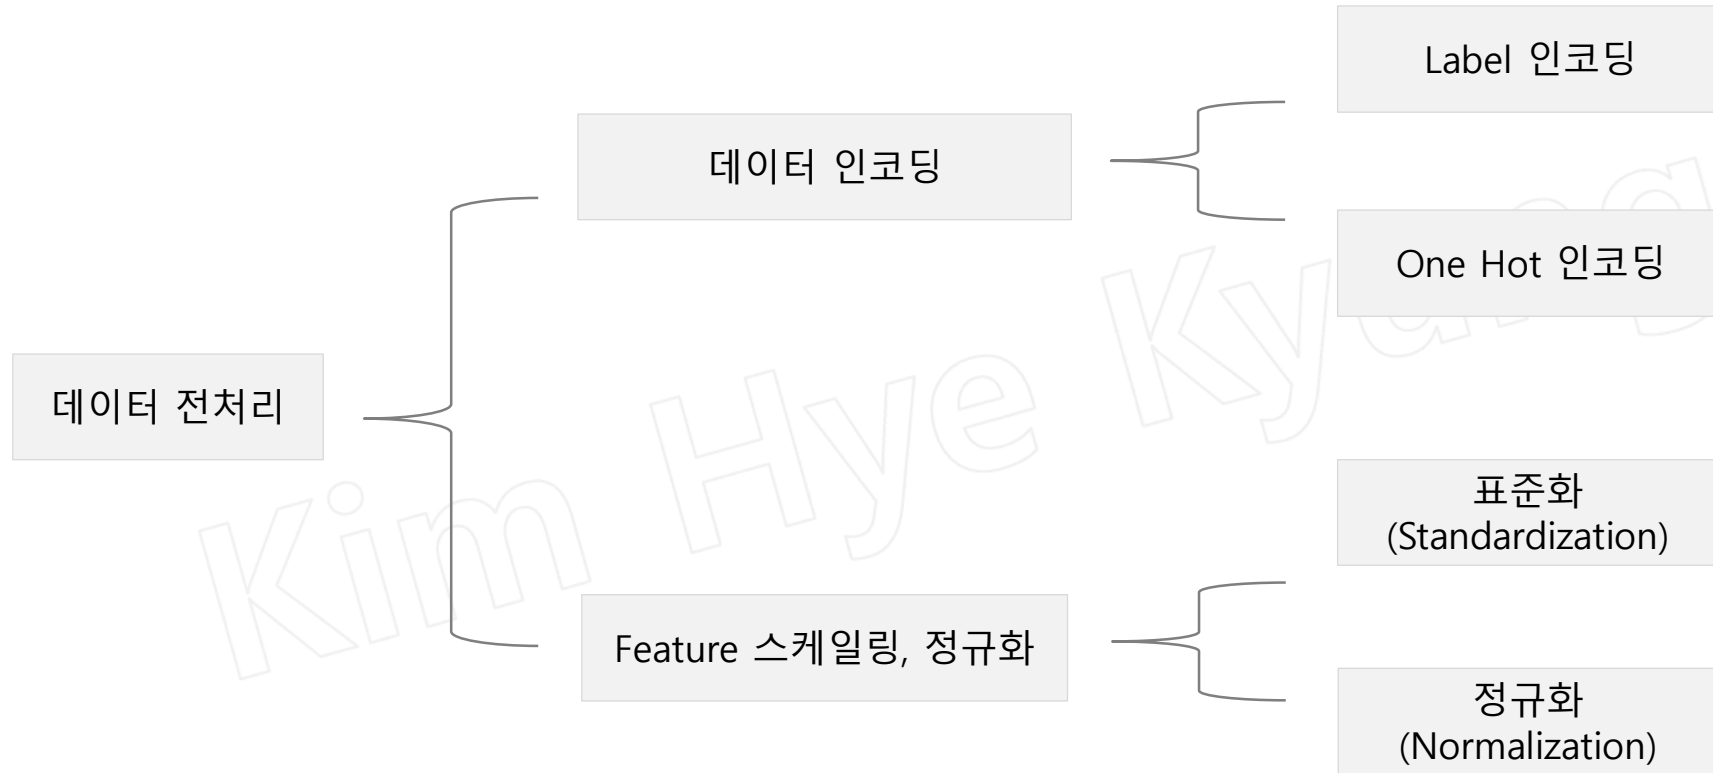 데이터 전처리
데이터 인코딩
Label 인코딩
One Hot 인코딩
Feature 스케일링, 정규화
표준화
(Standardization)
정규화
(Normalization)
Kim Hye Kyung